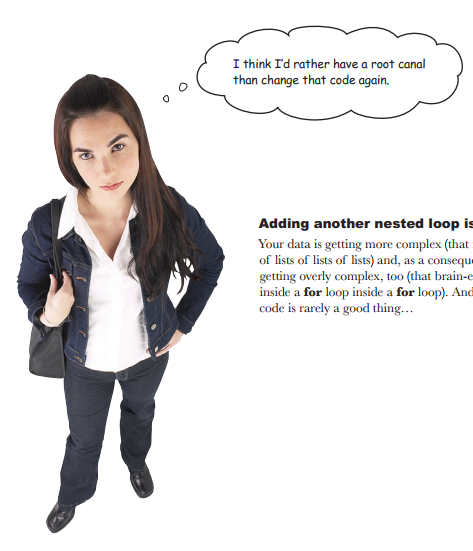 I think I'd rather have a root canal
than change that code again.
Adding another nested loop is
Your data is getting more complex (that
of lists of lists of lists) and, as a
getting overly complex, too (that
inside a for loop inside a for loop). And
code is rarely a good thing…